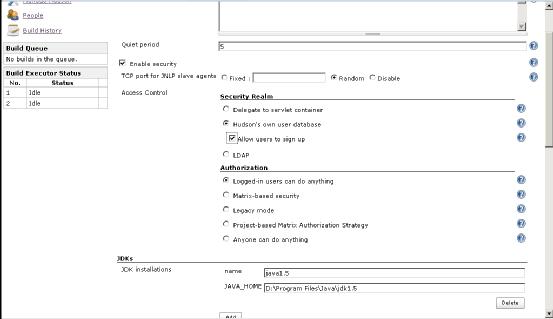 People
Build History
Build Queue
No builds in the queue.
Build Executor Status
No. Status
1 Idle
2 Idle
Quiet period 5
Enable security
TCP port for JNLP slave agents Fixed : Random Disable
Access Control Security Realm
Delegate to servlet container
Hudson's own user database
Allow users to sign up
LDAP
Authorization
Logged-in users can do anything
Matrix-based security
Legacy mode
Project-based Matrix Authorization Strategy
Anyone can do anything
JDKs
JDK installations name java1.5
JAVA_HOME D:\Program Files\Java\jdk1.5
Delete
Add